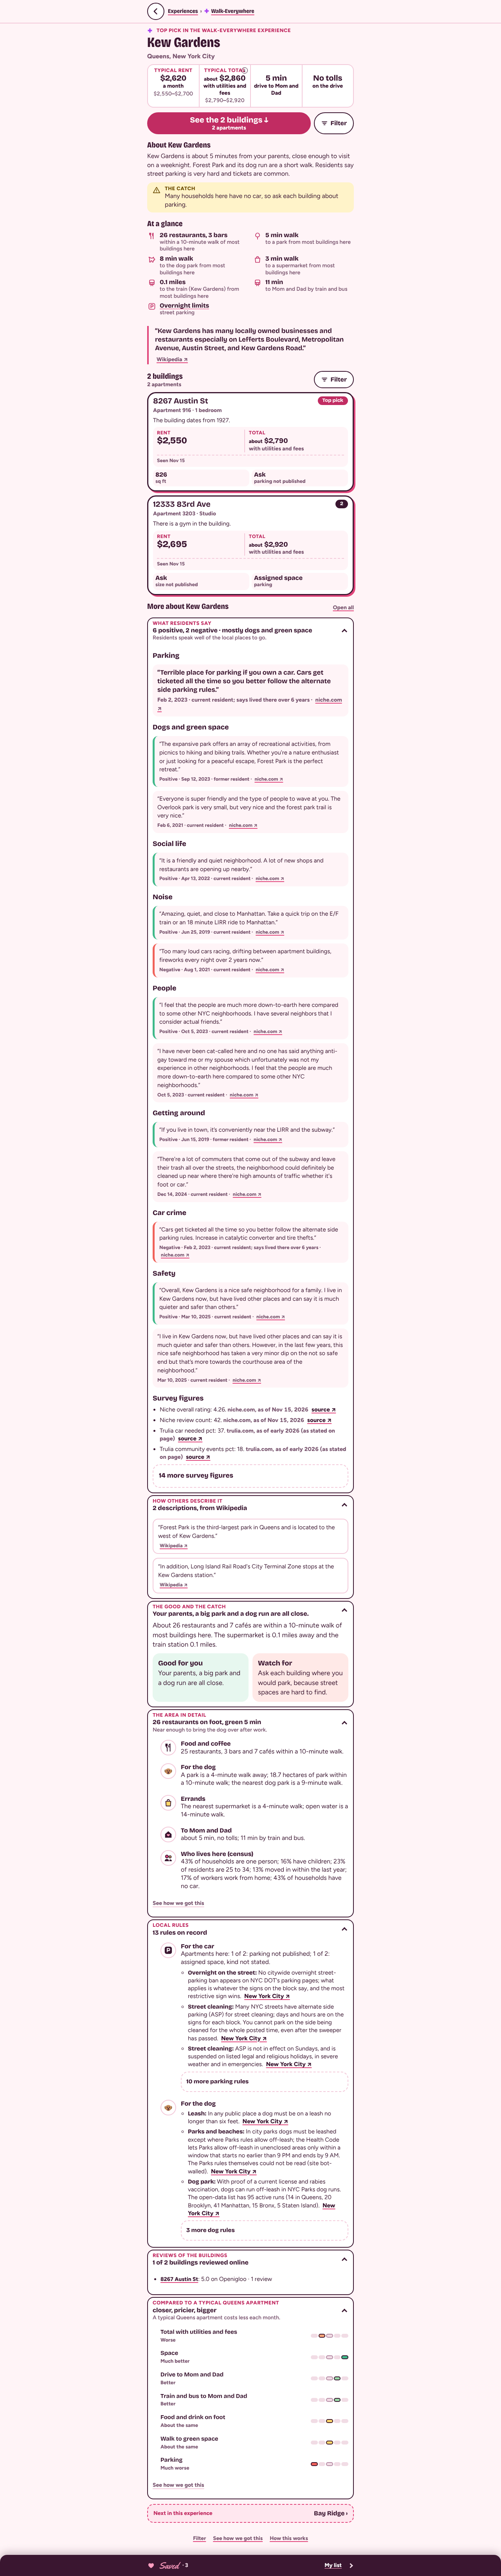 Experiences › Walk-Everywhere
TOP PICK IN THE WALK-EVERYWHERE EXPERIENCE
Kew Gardens
Queens, New York City
TYPICAL RENT
$2,620
a month
$2,550–$2,700
TYPICAL TOTAL
about $2,860
with utilities and
fees
$2,790–$2,920
5 min
drive to Mom and
Dad
No tolls
on the drive
See the 2 buildings ↓
2 apartments
Filter
About Kew Gardens
Kew Gardens is about 5 minutes from your parents, close enough to visit
on a weeknight. Forest Park and its dog run are a short walk. Residents say
street parking is very hard and tickets are common.
THE CATCH
Many households here have no car, so ask each building about
parking.
At a glance
26 restaurants, 3 bars
within a 10-minute walk of most
buildings here
5 min walk
to a park from most buildings here
8 min walk
to the dog park from most
buildings here
3 min walk
to a supermarket from most
buildings here
0.1 miles
to the train (Kew Gardens) from
most buildings here
11 min
to Mom and Dad by train and bus
Overnight limits
street parking
"Kew Gardens has many locally owned businesses and
restaurants especially on Lefferts Boulevard, Metropolitan
Avenue, Austin Street, and Kew Gardens Road."
Wikipedia ↗
2 buildings
2 apartments
Filter
8267 Austin St
Top pick
Apartment 916 · 1 bedroom
The building dates from 1927.
RENT
$2,550
TOTAL
about $2,790
with utilities and fees
Seen Nov 15
826
sq ft
Ask
parking not published
12333 83rd Ave
2
Apartment 3203 · Studio
There is a gym in the building.
RENT
$2,695
TOTAL
about $2,920
with utilities and fees
Seen Nov 15
Ask
size not published
Assigned space
parking
More about Kew Gardens
Open all
WHAT RESIDENTS SAY
6 positive, 2 negative · mostly dogs and green space
Residents speak well of the local places to go.
Parking
"Terrible place for parking if you own a car. Cars get
ticketed all the time so you better follow the alternate
side parking rules."
Feb 2, 2023 · current resident; says lived there over 6 years · niche.com
↗
Dogs and green space
"The expansive park offers an array of recreational activities, from
picnics to hiking and biking trails. Whether you're a nature enthusiast
or just looking for a peaceful escape, Forest Park is the perfect
retreat."
Positive · Sep 12, 2023 · former resident · niche.com ↗
"Everyone is super friendly and the type of people to wave at you. The
Overlook park is very small, but very nice and the forest park trail is
very nice."
Feb 6, 2021 · current resident · niche.com ↗
Social life
"It is a friendly and quiet neighborhood. A lot of new shops and
restaurants are opening up nearby."
Positive · Apr 13, 2022 · current resident · niche.com ↗
Noise
"Amazing, quiet, and close to Manhattan. Take a quick trip on the E/F
train or an 18 minute LIRR ride to Manhattan."
Positive · Jun 25, 2019 · current resident · niche.com ↗
"Too many loud cars racing, drifting between apartment buildings,
fireworks every night over 2 years now."
Negative · Aug 1, 2021 · current resident · niche.com ↗
People
"I feel that the people are much more down-to-earth here compared
to some other NYC neighborhoods. I have several neighbors that I
consider actual friends."
Positive · Oct 5, 2023 · current resident · niche.com ↗
"I have never been cat-called here and no one has said anything anti-
gay toward me or my spouse which unfortunately was not my
experience in other neighborhoods. I feel that the people are much
more down-to-earth here compared to some other NYC
neighborhoods."
Oct 5, 2023 · current resident · niche.com ↗
Getting around
"If you live in town, it's conveniently near the LIRR and the subway."
Positive · Jun 15, 2019 · former resident · niche.com ↗
"There're a lot of commuters that come out of the subway and leave
their trash all over the streets, the neighborhood could definitely be
cleaned up near where there're high amounts of traffic whether it's
foot or car."
Dec 14, 2024 · current resident · niche.com ↗
Car crime
"Cars get ticketed all the time so you better follow the alternate side
parking rules. Increase in catalytic converter and tire thefts."
Negative · Feb 2, 2023 · current resident; says lived there over 6 years ·
niche.com ↗
Safety
"Overall, Kew Gardens is a nice safe neighborhood for a family. I live in
Kew Gardens now, but have lived other places and can say it is much
quieter and safer than others."
Positive · Mar 10, 2025 · current resident · niche.com ↗
"I live in Kew Gardens now, but have lived other places and can say it is
much quieter and safer than others. However, in the last few years, this
nice safe neighborhood has taken a very minor dip on the not so safe
end but that's more towards the courthouse area of the
neighborhood."
Mar 10, 2025 · current resident · niche.com ↗
Survey figures
• Niche overall rating: 4.26. niche.com, as of Nov 15, 2026 source ↗
• Niche review count: 42. niche.com, as of Nov 15, 2026 source ↗
• Trulia car needed pct: 37. trulia.com, as of early 2026 (as stated on
page) source ↗
• Trulia community events pct: 18. trulia.com, as of early 2026 (as stated
on page) source ↗
14 more survey figures
HOW OTHERS DESCRIBE IT
2 descriptions, from Wikipedia
"Forest Park is the third-largest park in Queens and is located to the
west of Kew Gardens."
Wikipedia ↗
"In addition, Long Island Rail Road's City Terminal Zone stops at the
Kew Gardens station."
Wikipedia ↗
THE GOOD AND THE CATCH
Your parents, a big park and a dog run are all close.
About 26 restaurants and 7 cafés are within a 10-minute walk of
most buildings here. The supermarket is 0.1 miles away and the
train station 0.1 miles.
Good for you
Your parents, a big park and
a dog run are all close.
Watch for
Ask each building where you
would park, because street
spaces are hard to find.
THE AREA IN DETAIL
26 restaurants on foot, green 5 min
Near enough to bring the dog over after work.
Food and coffee
25 restaurants, 3 bars and 7 cafés within a 10-minute walk.
For the dog
A park is a 4-minute walk away; 18.7 hectares of park within
a 10-minute walk; the nearest dog park is a 9-minute walk.
Errands
The nearest supermarket is a 4-minute walk; open water is a
14-minute walk.
To Mom and Dad
about 5 min, no tolls; 11 min by train and bus.
Who lives here (census)
43% of households are one person; 16% have children; 23%
of residents are 25 to 34; 13% moved in within the last year;
17% of workers work from home; 43% of households have
no car.
See how we got this
LOCAL RULES
13 rules on record
For the car
Apartments here: 1 of 2: parking not published; 1 of 2:
assigned space, kind not stated.
Overnight on the street: No citywide overnight street-
parking ban appears on NYC DOT's parking pages; what
applies is whatever the signs on the block say, and the most
restrictive sign wins. New York City ↗
Street cleaning: Many NYC streets have alternate side
parking (ASP) for street cleaning; days and hours are on the
signs for each block. You cannot park on the side being
cleaned for the whole posted time, even after the sweeper
has passed. New York City ↗
Street cleaning: ASP is not in effect on Sundays, and is
suspended on listed legal and religious holidays, in severe
weather and in emergencies. New York City ↗
10 more parking rules
For the dog
Leash: In any public place a dog must be on a leash no
longer than six feet. New York City ↗
Parks and beaches: In city parks dogs must be leashed
except where Parks rules allow off-leash; the Health Code
lets Parks allow off-leash in unenclosed areas only within a
window that starts no earlier than 9 PM and ends by 9 AM.
The Parks rules themselves could not be read (site bot-
walled). New York City ↗
Dog park: With proof of a current license and rabies
vaccination, dogs can run off-leash in NYC Parks dog runs.
The open-data list has 95 active runs (14 in Queens, 20
Brooklyn, 41 Manhattan, 15 Bronx, 5 Staten Island). New
York City ↗
3 more dog rules
REVIEWS OF THE BUILDINGS
1 of 2 buildings reviewed online
• 8267 Austin St: 5.0 on Openigloo · 1 review
COMPARED TO A TYPICAL QUEENS APARTMENT
closer, pricier, bigger
A typical Queens apartment costs less each month.
Total with utilities and fees
Worse
Space
Much better
Drive to Mom and Dad
Better
Train and bus to Mom and Dad
Better
Food and drink on foot
About the same
Walk to green space
About the same
Parking
Much worse
See how we got this
Next in this experience
Bay Ridge ›
Filter See how we got this How this works
Saved · 3
My list